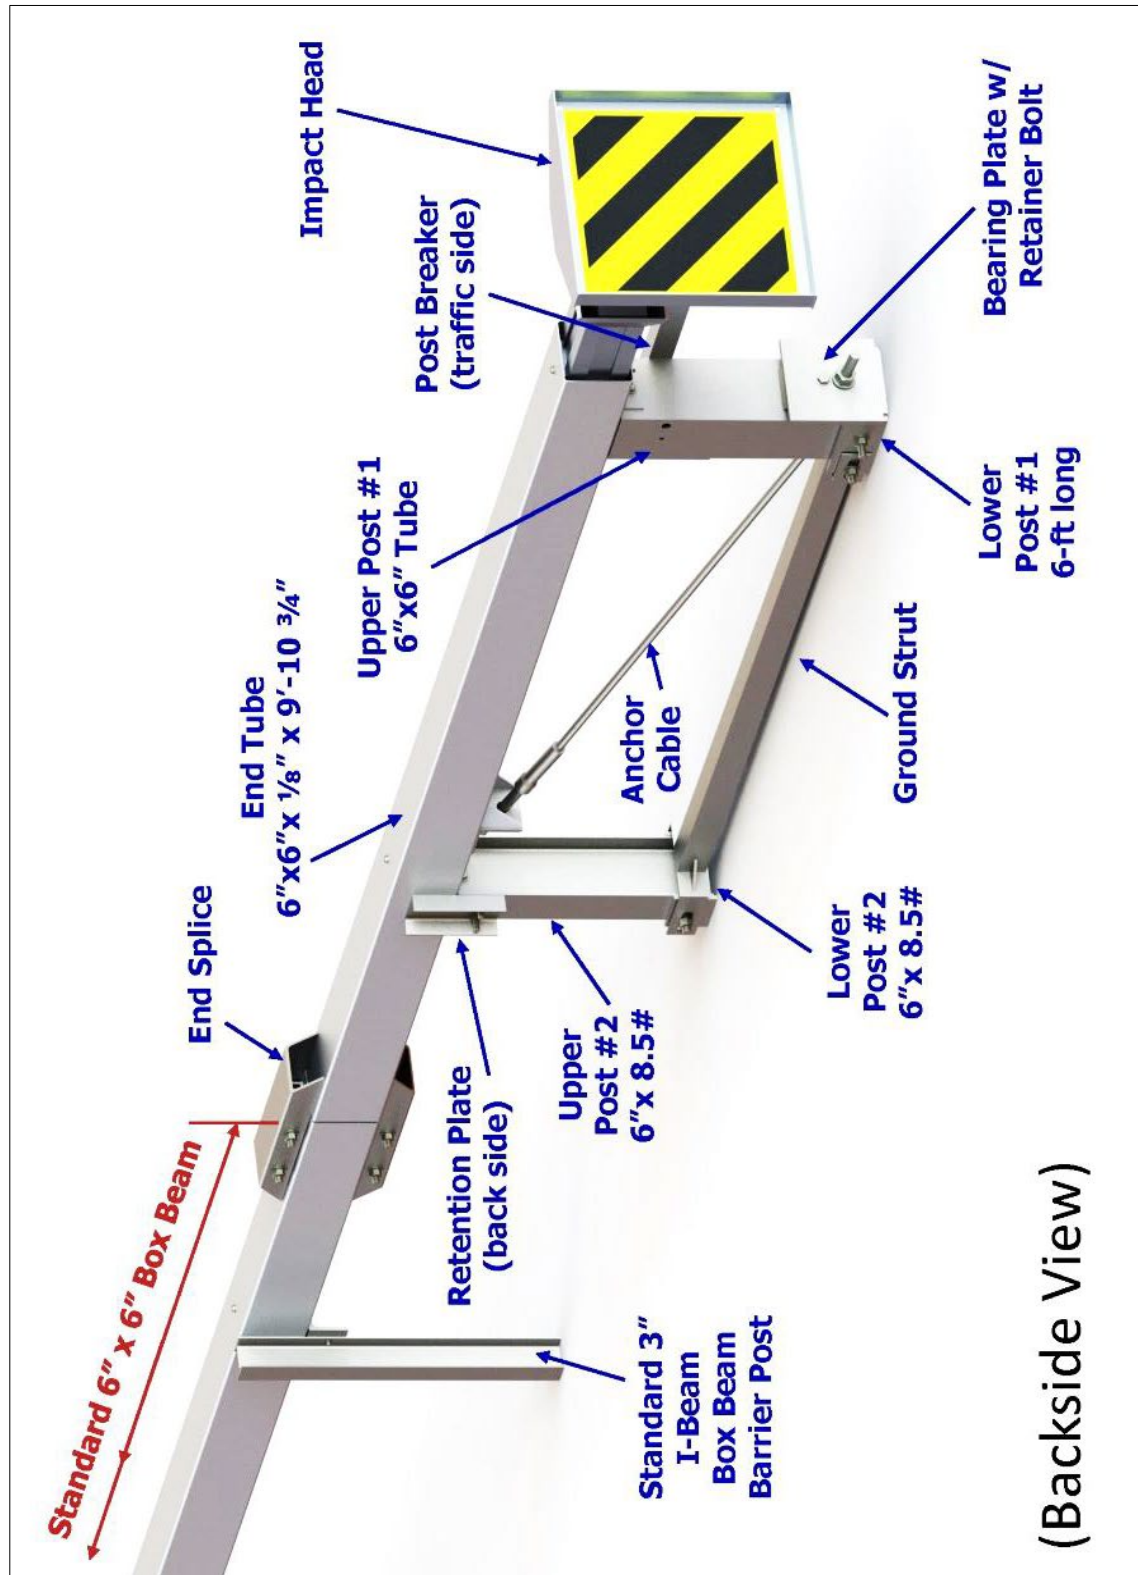 Standard 6” x 6” Box Beam
End Splice
End Tube
6”x6”x ⅛” x 9’-10 ¾”
Upper Post #1
6”x6” Tube
Post Breaker
(traffic side)
Impact Head
Retention Plate
(back side)
Anchor
Cable
Bearing Plate w/
Retainer Bolt
Standard 3”
I-Beam
Box Beam
Barrier Post
Upper
Post #2
6”x 8.5#
Lower
Post #2
6”x 8.5#
Ground Strut
Lower
Post #1
6-ft long
(Backside View)